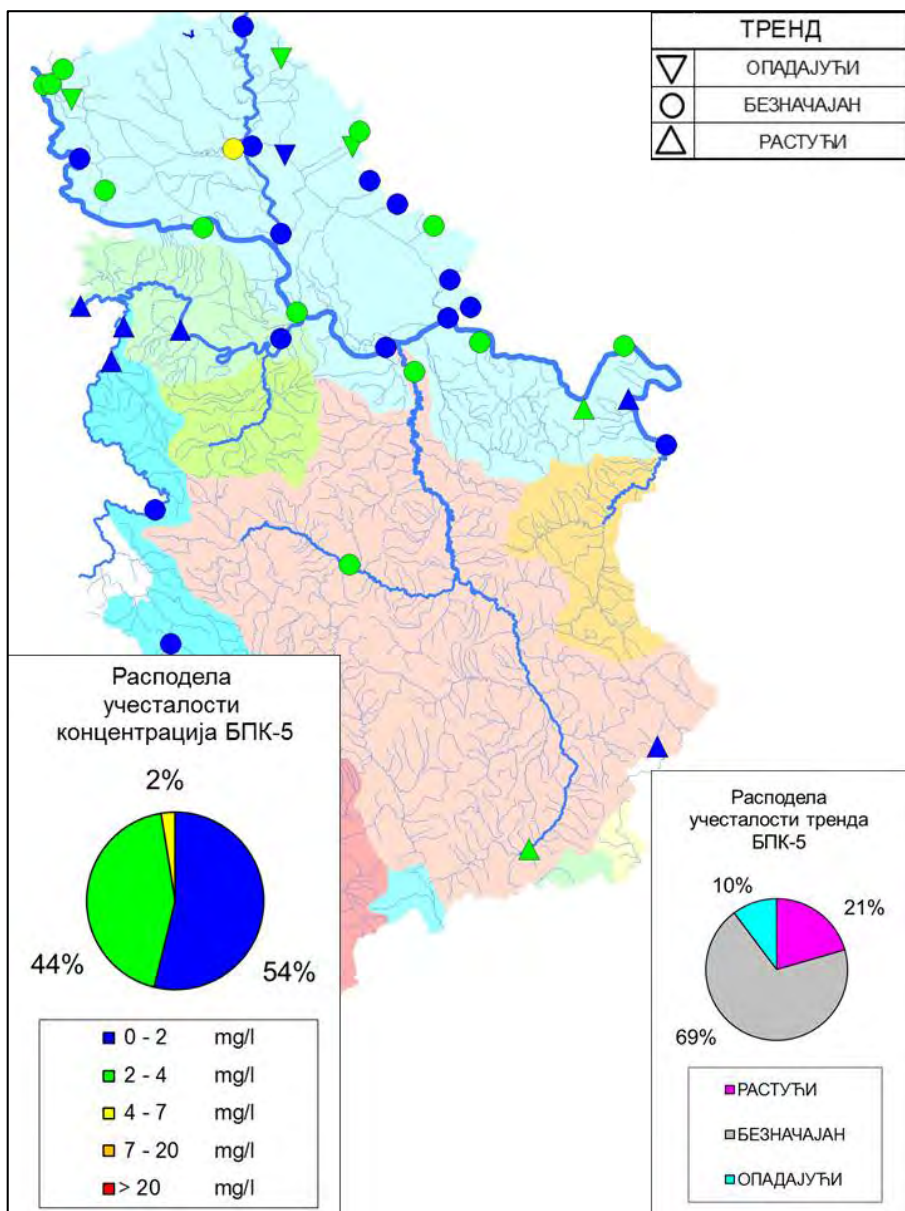 ТРЕНД
ОПАДАЈУЋИ
БЕЗНАЧАЈАН
РАСТУЋИ
Расподела
учесталости
концентрација БПК-5
2%
44%
54%
0 - 2 mg/l
2 - 4 mg/l
4 - 7 mg/l
7 - 20 mg/l
> 20 mg/l
Расподела
учесталости тренда
БПК-5
10%
21%
69%
РАСТУЋИ
БЕЗНАЧАЈАН
ОПАДАЈУЋИ